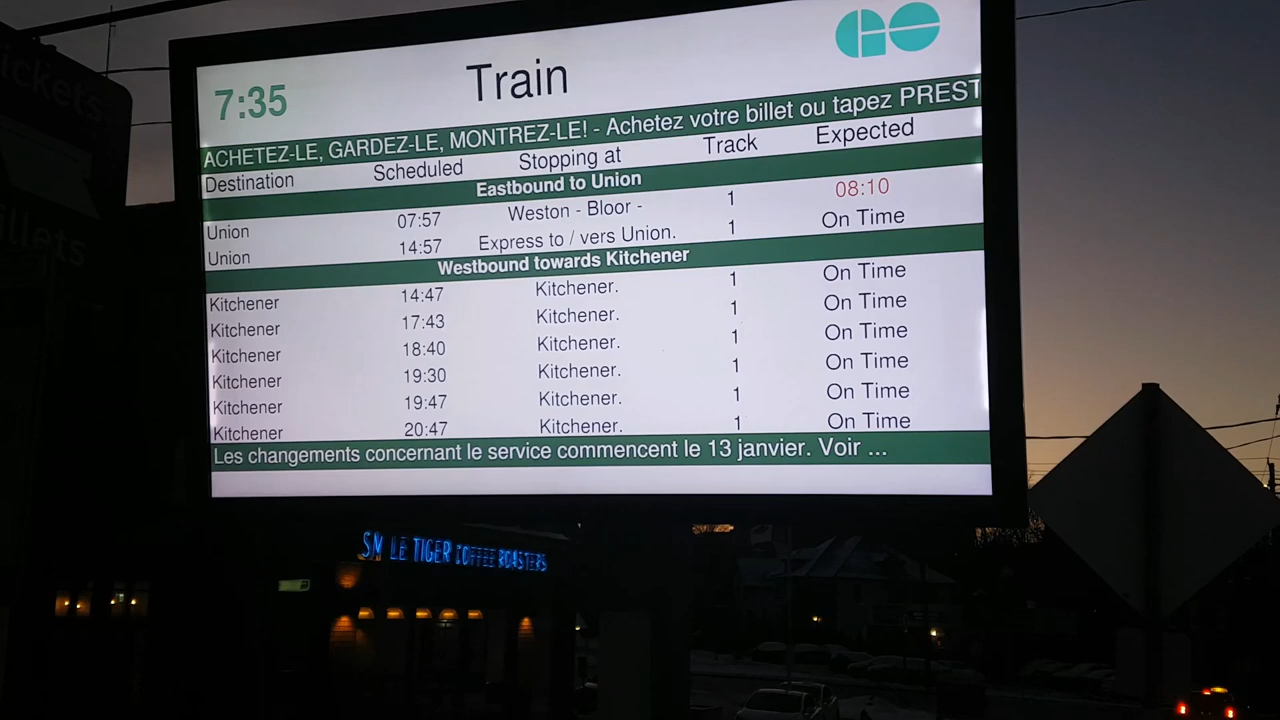 ickets
illets
GO
7:35
Train
ACHETEZ-LE, GARDEZ-LE, MONTREZ-LE! - Achetez votre billet ou tapez PREST
Destination Scheduled Stopping at Track Expected
Eastbound to Union
Union 07:57 Weston - Bloor - 1 08:10
Union 14:57 Express to / vers Union. 1 On Time
Westbound towards Kitchener
Kitchener 14:47 Kitchener. 1 On Time
Kitchener 17:43 Kitchener. 1 On Time
Kitchener 18:40 Kitchener. 1 On Time
Kitchener 19:30 Kitchener. 1 On Time
Kitchener 19:47 Kitchener. 1 On Time
Kitchener 20:47 Kitchener. 1 On Time
Les changements concernant le service commencent le 13 janvier. Voir ...
SM LE TIGER COFFEE ROASTERS